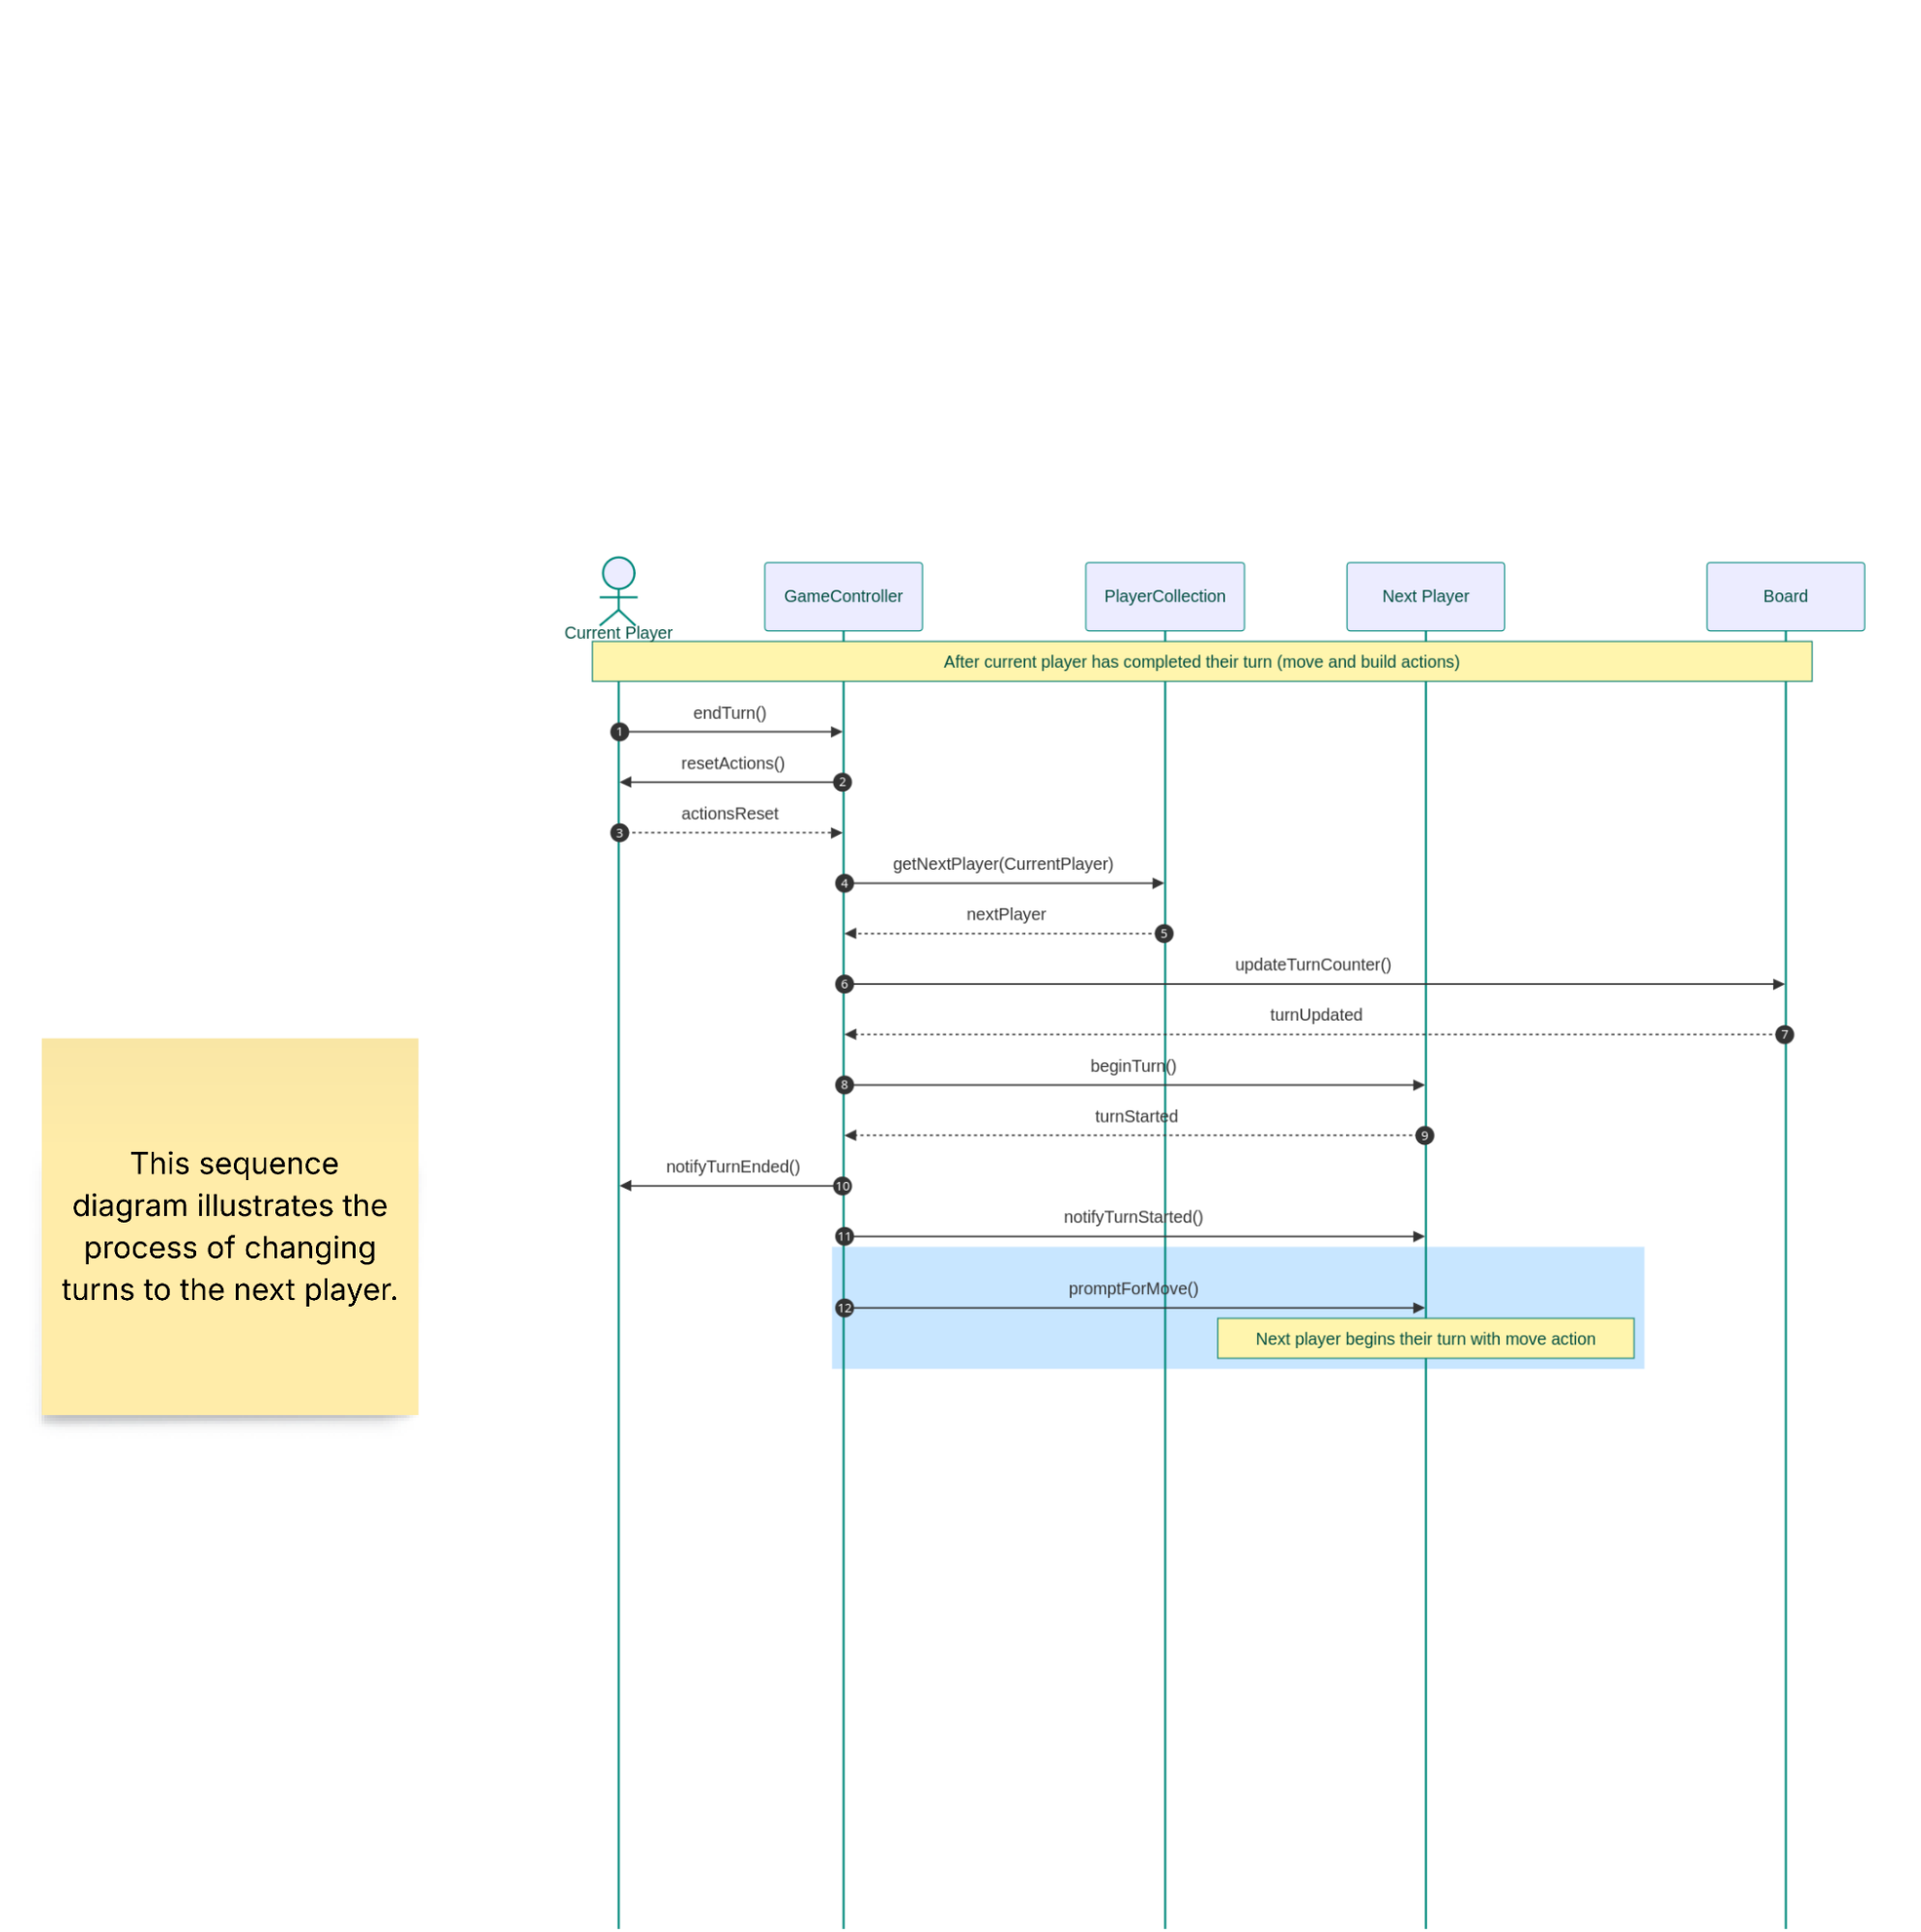 Current Player
GameController
PlayerCollection
Next Player
Board
After current player has completed their turn (move and build actions)
endTurn()
1
resetActions()
2
actionsReset
3
getNextPlayer(CurrentPlayer)
4
nextPlayer
5
updateTurnCounter()
6
turnUpdated
7
beginTurn()
8
turnStarted
9
notifyTurnEnded()
10
notifyTurnStarted()
11
promptForMove()
12
Next player begins their turn with move action
This sequence
diagram illustrates the
process of changing
turns to the next player.